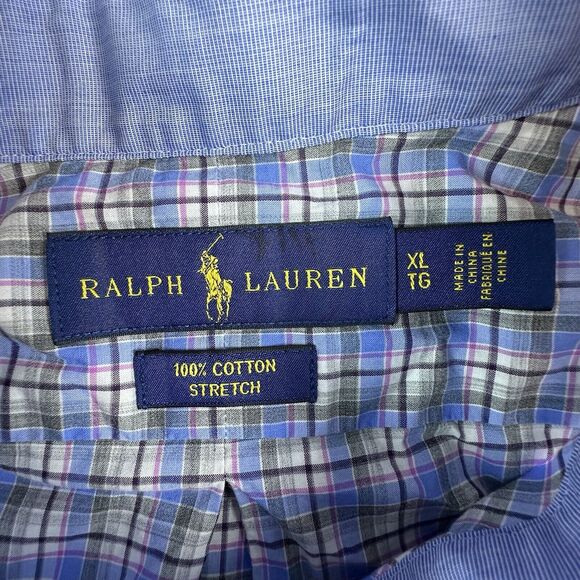 RALPH LAUREN
XL
TG
MADE IN
CHINA
FABRIQUÉ EN
CHINE
100% COTTON
STRETCH